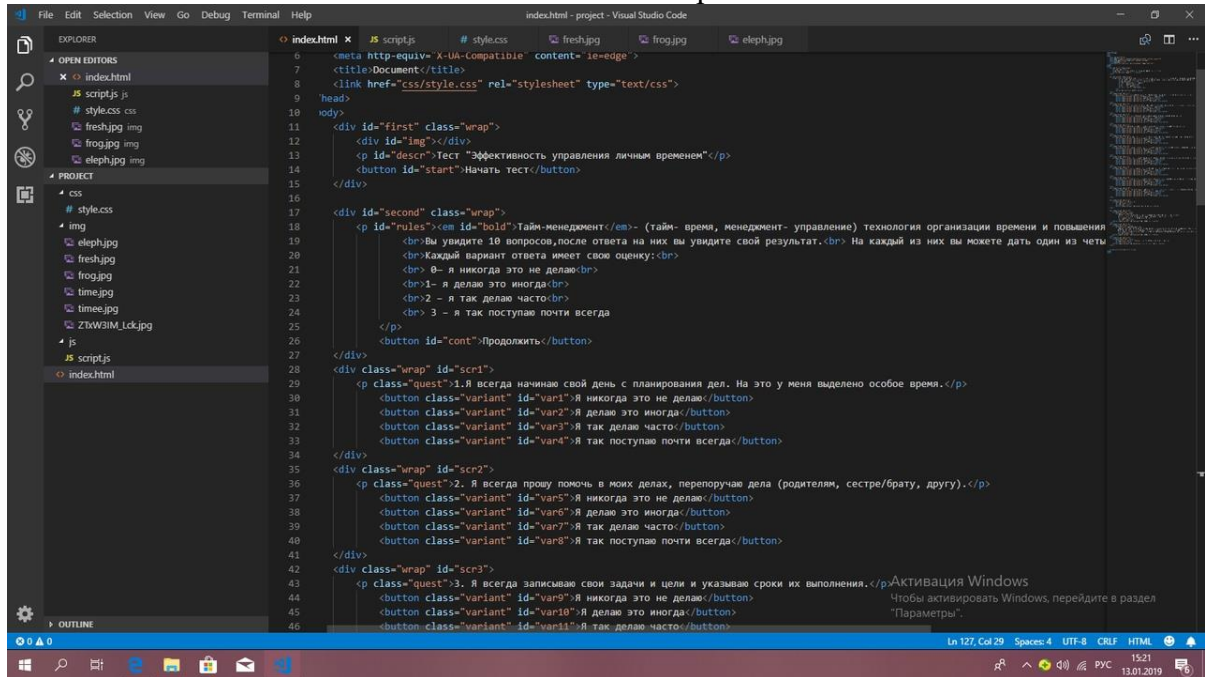 File Edit Selection View Go Debug Terminal Help
index.html - project - Visual Studio Code
EXPLORER
OPEN EDITORS
index.html
JS script.js js
# style.css css
fresh.jpg img
frog.jpg img
eleph.jpg img
PROJECT
css
# style.css
img
eleph.jpg
fresh.jpg
frog.jpg
time.jpg
timee.jpg
ZTxW3IM_Lck.jpg
js
JS script.js
index.html
OUTLINE
index.html JS script.js # style.css fresh.jpg frog.jpg eleph.jpg
6 <meta http-equiv="X-UA-Compatible" content="ie=edge">
7 <title>Document</title>
8 <link href="css/style.css" rel="stylesheet" type="text/css">
9 head>
10 ody>
11 <div id="first" class="wrap">
12 <div id="img"></div>
13 <p id="descr">Тест "Эффективность управления личным временем"</p>
14 <button id="start">Начать тест</button>
15 </div>
16
17 <div id="second" class="wrap">
18 <p id="rules"><em id="bold">Тайм-менеджмент</em>- (тайм- время, менеджмент- управление) технология организации времени и повышения
19 <br>Вы увидите 10 вопросов,после ответа на них вы увидите свой результат.<br> На каждый из них вы можете дать один из четы
20 <br>Каждый вариант ответа имеет свою оценку:<br>
21 <br> 0– я никогда это не делаю<br>
22 <br>1– я делаю это иногда<br>
23 <br>2 – я так делаю часто<br>
24 <br> 3 – я так поступаю почти всегда
25 </p>
26 <button id="cont">Продолжить</button>
27 </div>
28 <div class="wrap" id="scr1">
29 <p class="quest">1.Я всегда начинаю свой день с планирования дел. На это у меня выделено особое время.</p>
30 <button class="variant" id="var1">Я никогда это не делаю</button>
31 <button class="variant" id="var2">Я делаю это иногда</button>
32 <button class="variant" id="var3">Я так делаю часто</button>
33 <button class="variant" id="var4">Я так поступаю почти всегда</button>
34 </div>
35 <div class="wrap" id="scr2">
36 <p class="quest">2. Я всегда прошу помочь в моих делах, перепоручаю дела (родителям, сестре/брату, другу).</p>
37 <button class="variant" id="var5">Я никогда это не делаю</button>
38 <button class="variant" id="var6">Я делаю это иногда</button>
39 <button class="variant" id="var7">Я так делаю часто</button>
40 <button class="variant" id="var8">Я так поступаю почти всегда</button>
41 </div>
42 <div class="wrap" id="scr3">
43 <p class="quest">3. Я всегда записываю свои задачи и цели и указываю сроки их выполнения.</p>
44 <button class="variant" id="var9">Я никогда это не делаю</button>
45 <button class="variant" id="var10">Я делаю это иногда</button>
46 <button class="variant" id="var11">Я так делаю часто</button>
Активация Windows
Чтобы активировать Windows, перейдите в раздел
"Параметры".
0 0
Ln 127, Col 29 Spaces: 4 UTF-8 CRLF HTML
РУС
15:21
13.01.2019